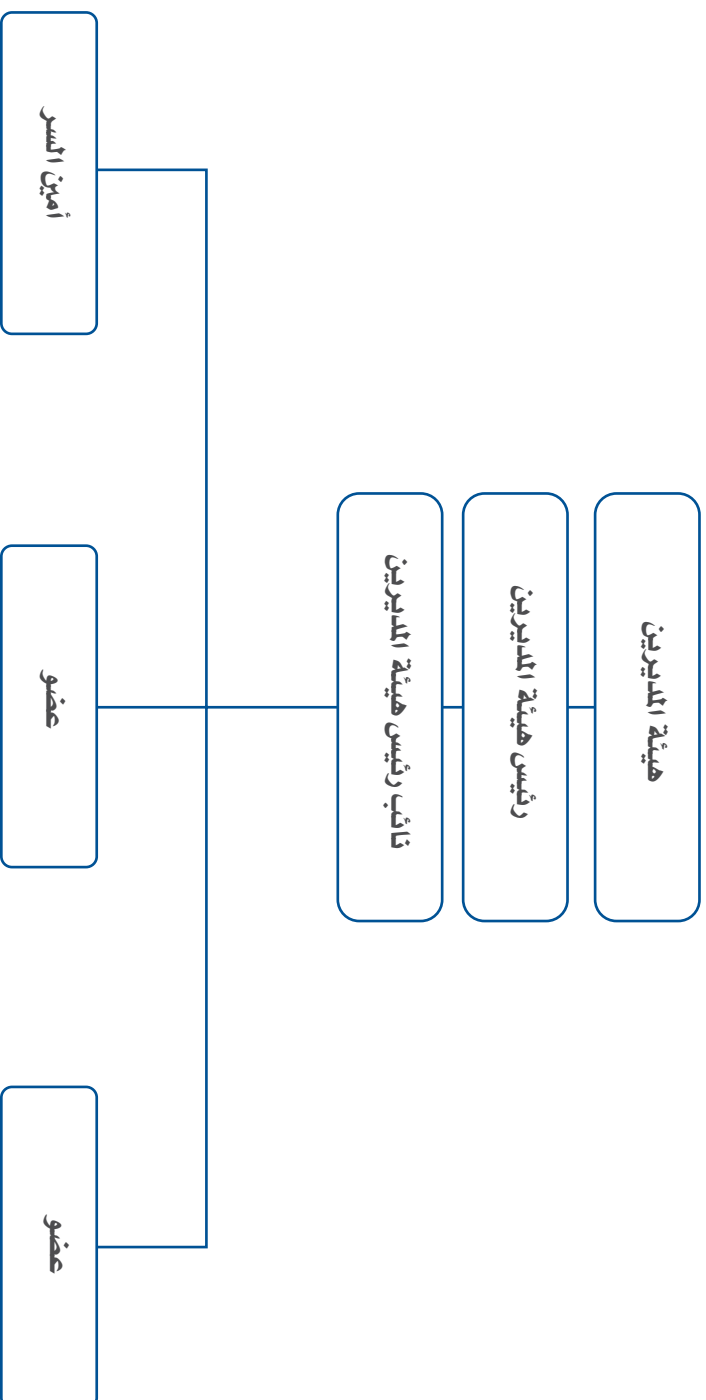 هيئة المديرين
رئيس هيئة المديرين
نائب رئيس هيئة المديرين
عضو
عضو
أمين السر